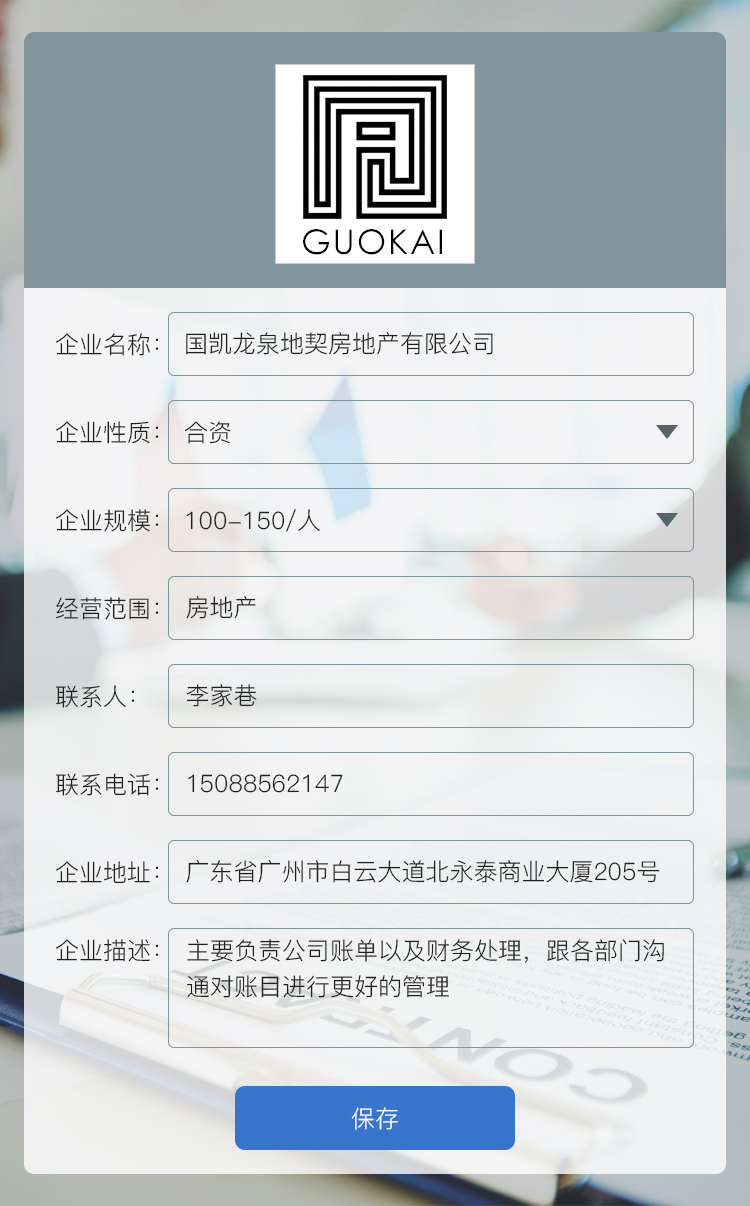 GUOKAI
企业名称： 国凯龙泉地契房地产有限公司
企业性质： 合资
企业规模： 100-150/人
经营范围： 房地产
联系人： 李家巷
联系电话： 15088562147
企业地址： 广东省广州市白云大道北永泰商业大厦205号
企业描述： 主要负责公司账单以及财务处理，跟各部门沟
通对账目进行更好的管理
CONTRACT
保存